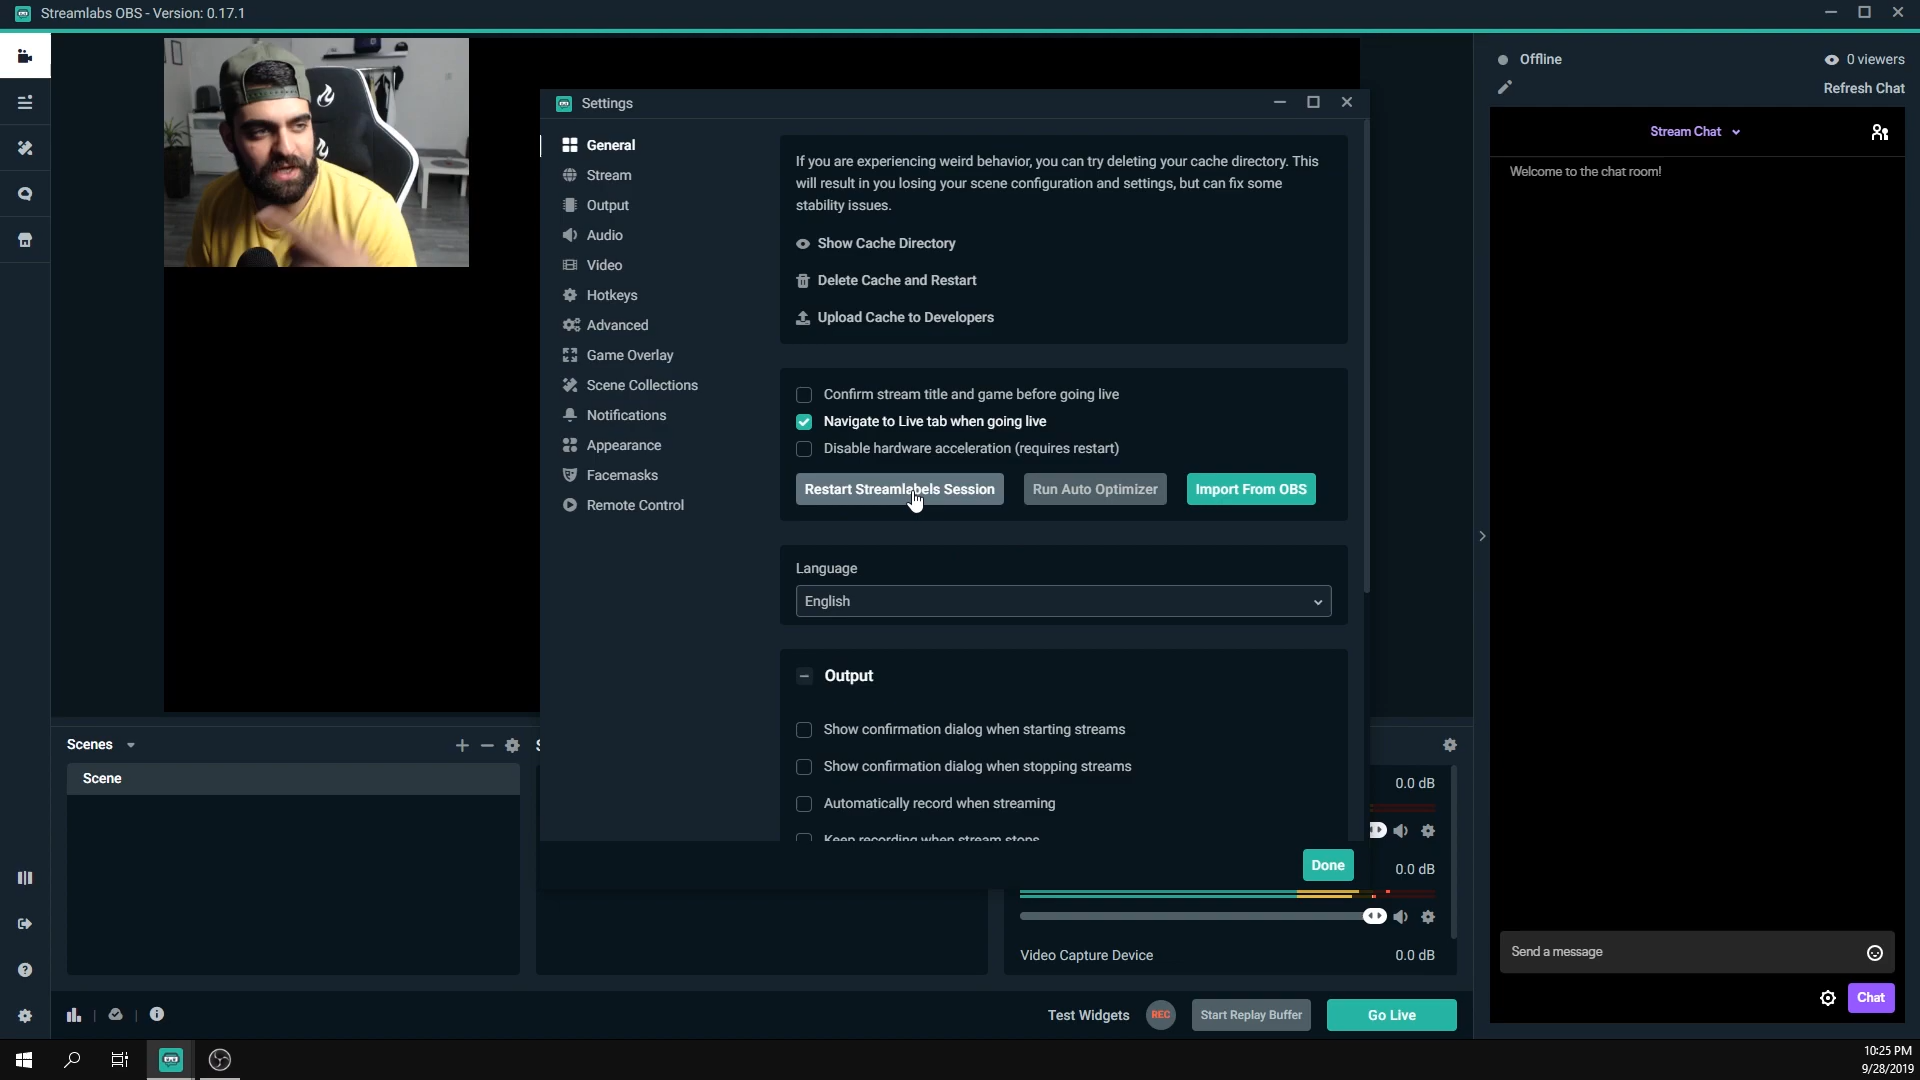 Streamlabs OBS - Version: 0.17.1
Offline
0 viewers
Refresh Chat
Stream Chat
Welcome to the chat room!
Settings
General
Stream
Output
Audio
Video
Hotkeys
Advanced
Game Overlay
Scene Collections
Notifications
Appearance
Facemasks
Remote Control
If you are experiencing weird behavior, you can try deleting your cache directory. This
will result in you losing your scene configuration and settings, but can fix some
stability issues.
Show Cache Directory
Delete Cache and Restart
Upload Cache to Developers
Confirm stream title and game before going live
Navigate to Live tab when going live
Disable hardware acceleration (requires restart)
Restart Streamlabels Session
Run Auto Optimizer
Import From OBS
Language
English
Output
Show confirmation dialog when starting streams
Show confirmation dialog when stopping streams
Automatically record when streaming
Keep recording when stream stops
Done
Scenes
Scene
0.0 dB
0.0 dB
Video Capture Device
0.0 dB
Send a message
Chat
Test Widgets
REC
Start Replay Buffer
Go Live
10:25 PM
9/28/2019